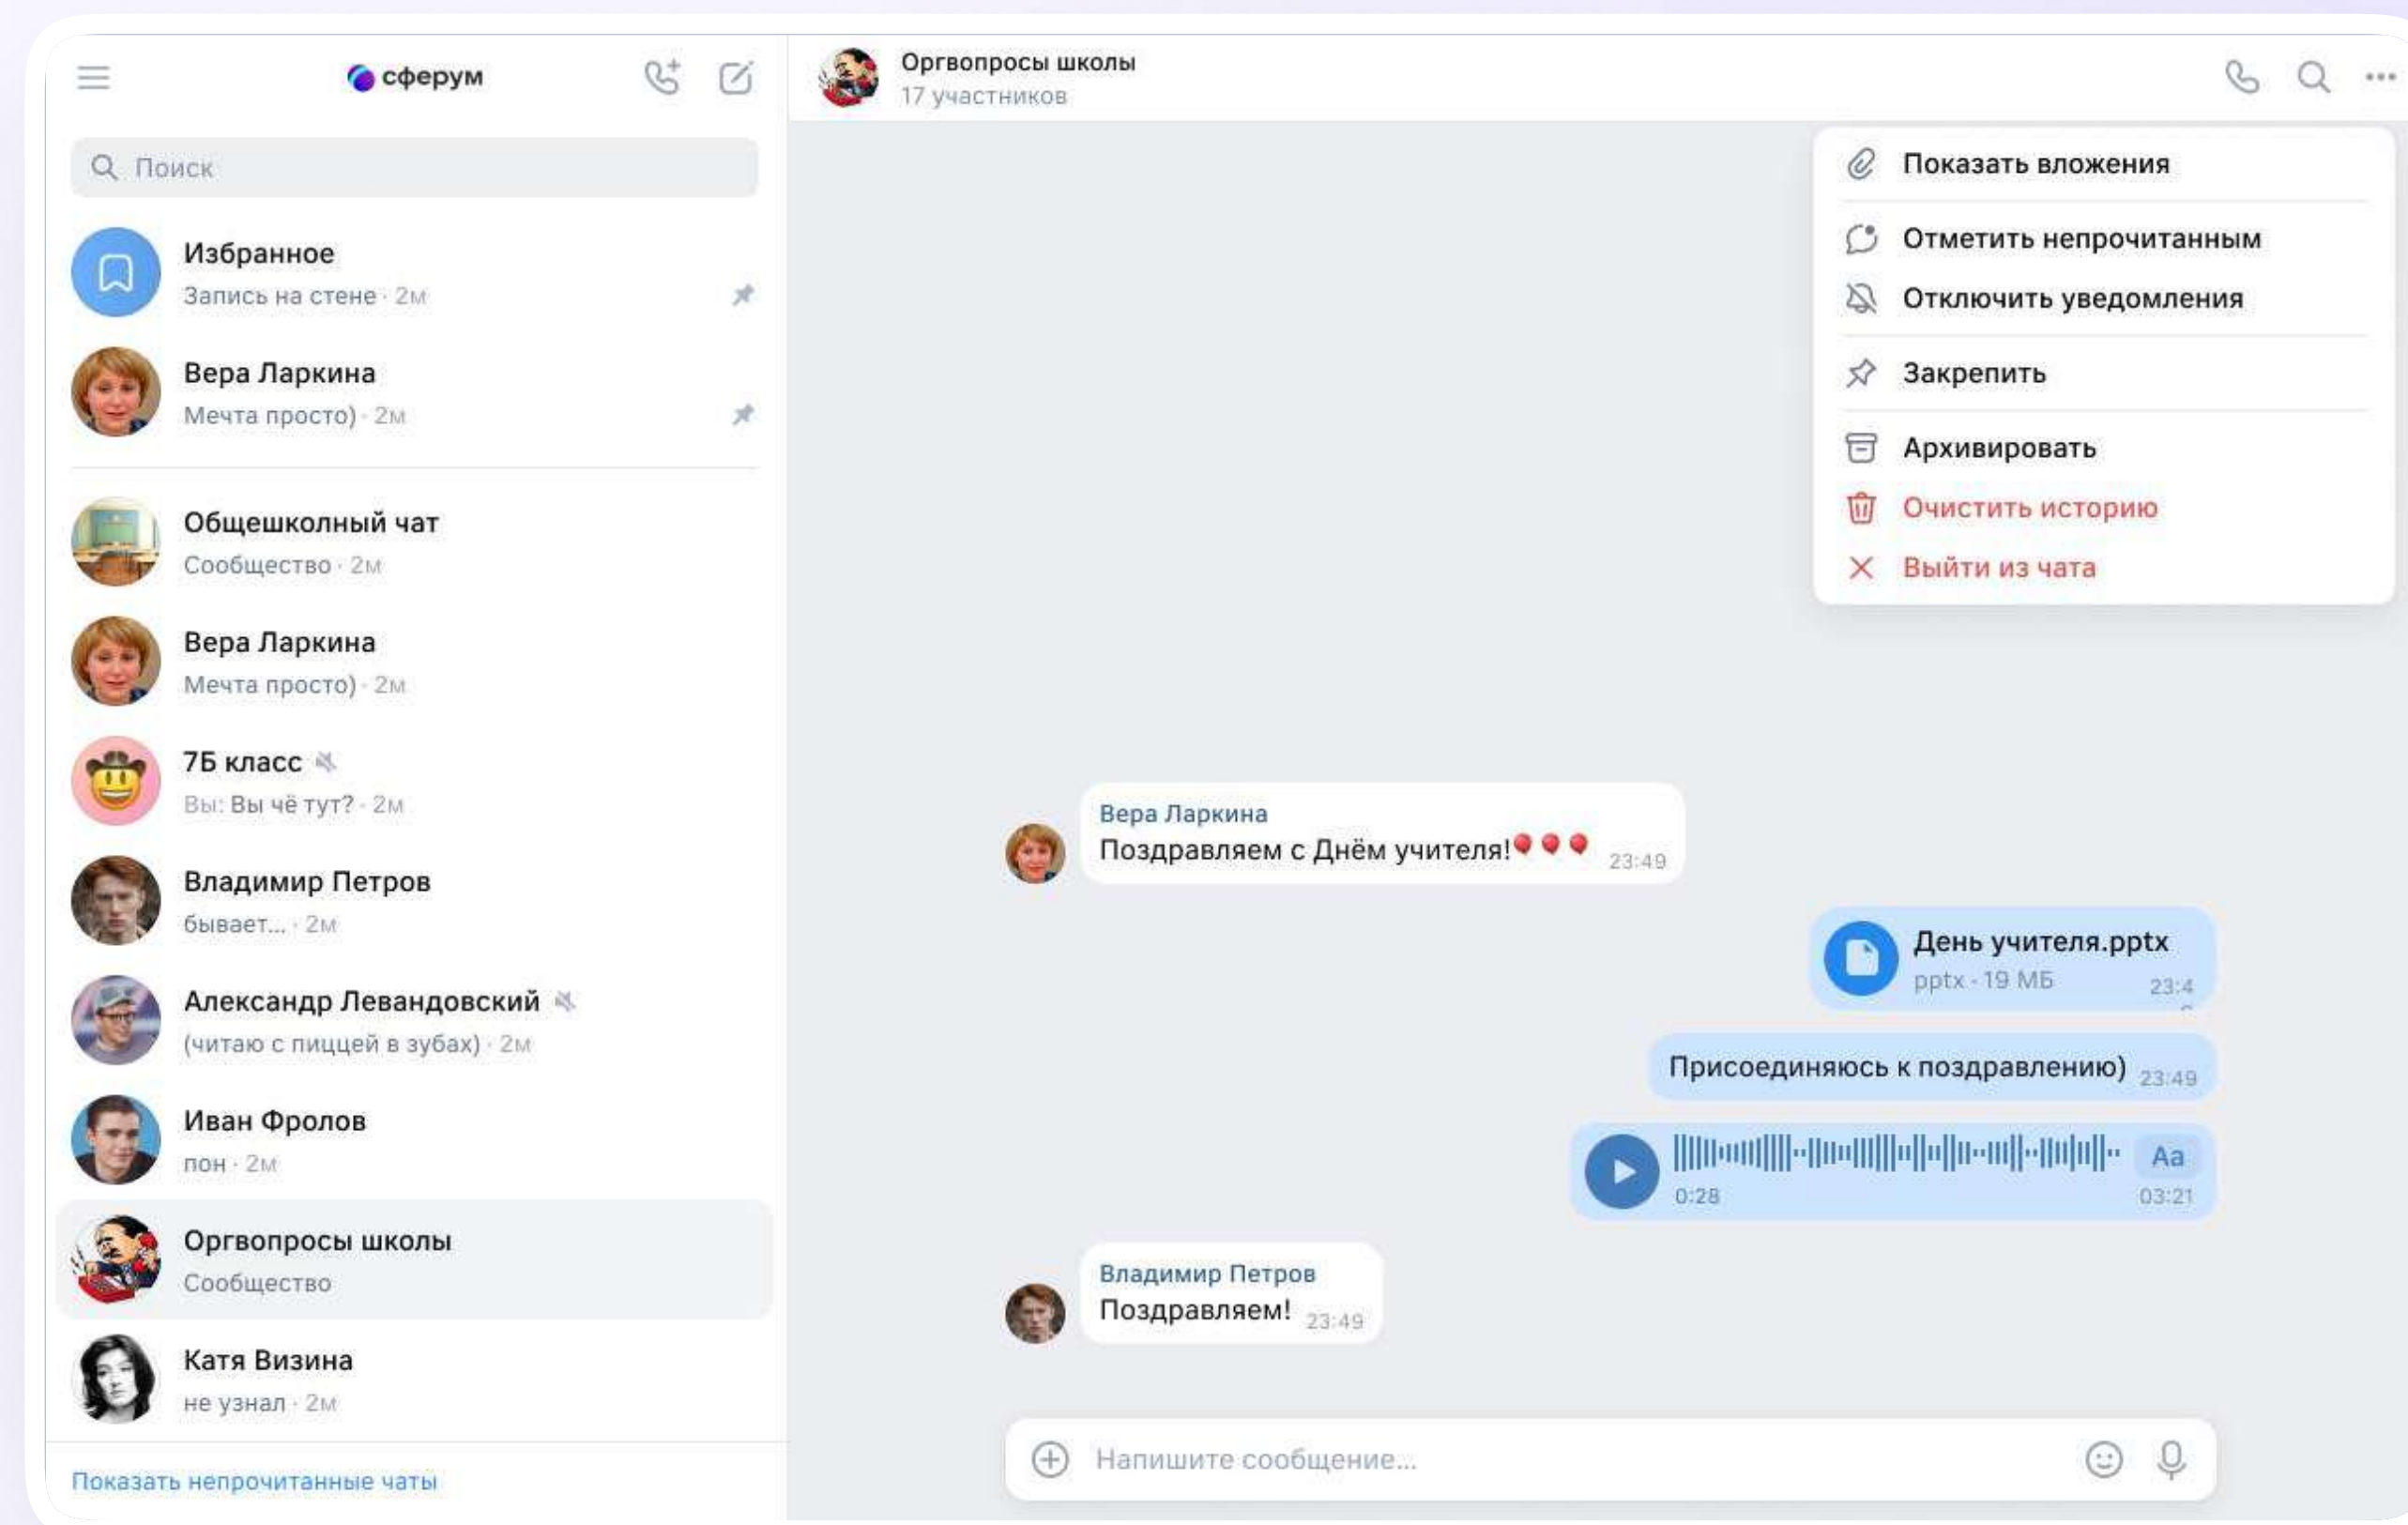 сферум
Поиск
Избранное
Запись на стене · 2м
Вера Ларкина
Мечта просто) · 2м
Общешколный чат
Сообщество · 2м
Вера Ларкина
Мечта просто) · 2м
7Б класс
Вы: Вы чё тут? · 2м
Владимир Петров
бывает... · 2м
Александр Левандовский
(читаю с пиццей в зубах) · 2м
Иван Фролов
пон · 2м
Оргвопросы школы
Сообщество
Катя Визина
не узнал · 2м
Показать непрочитанные чаты
Оргвопросы школы
17 участников
Показать вложения
Отметить непрочитанным
Отключить уведомления
Закрепить
Архивировать
Очистить историю
Выйти из чата
Вера Ларкина
Поздравляем с Днём учителя! 23:49
День учителя.pptx
pptx · 19 МБ 23:4
Присоединяюсь к поздравлению) 23:49
Aa
0:28 03:21
Владимир Петров
Поздравляем! 23:49
Напишите сообщение...